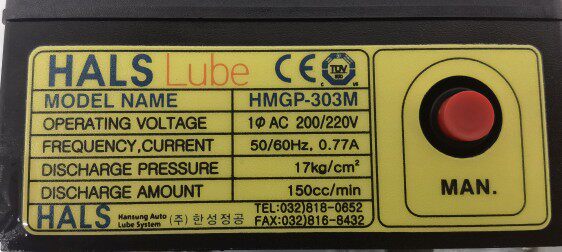 HALS Lube CE TÜV
MODEL NAME HMGP-303M
OPERATING VOLTAGE 1Φ AC 200/220V
FREQUENCY,CURRENT 50/60Hz, 0.77A
DISCHARGE PRESSURE 17kg/cm²
DISCHARGE AMOUNT 150cc/min
HALS Hansung Auto Lube System (주) 한성정공 TEL:032)818-0652
FAX:032)816-8432
MAN.